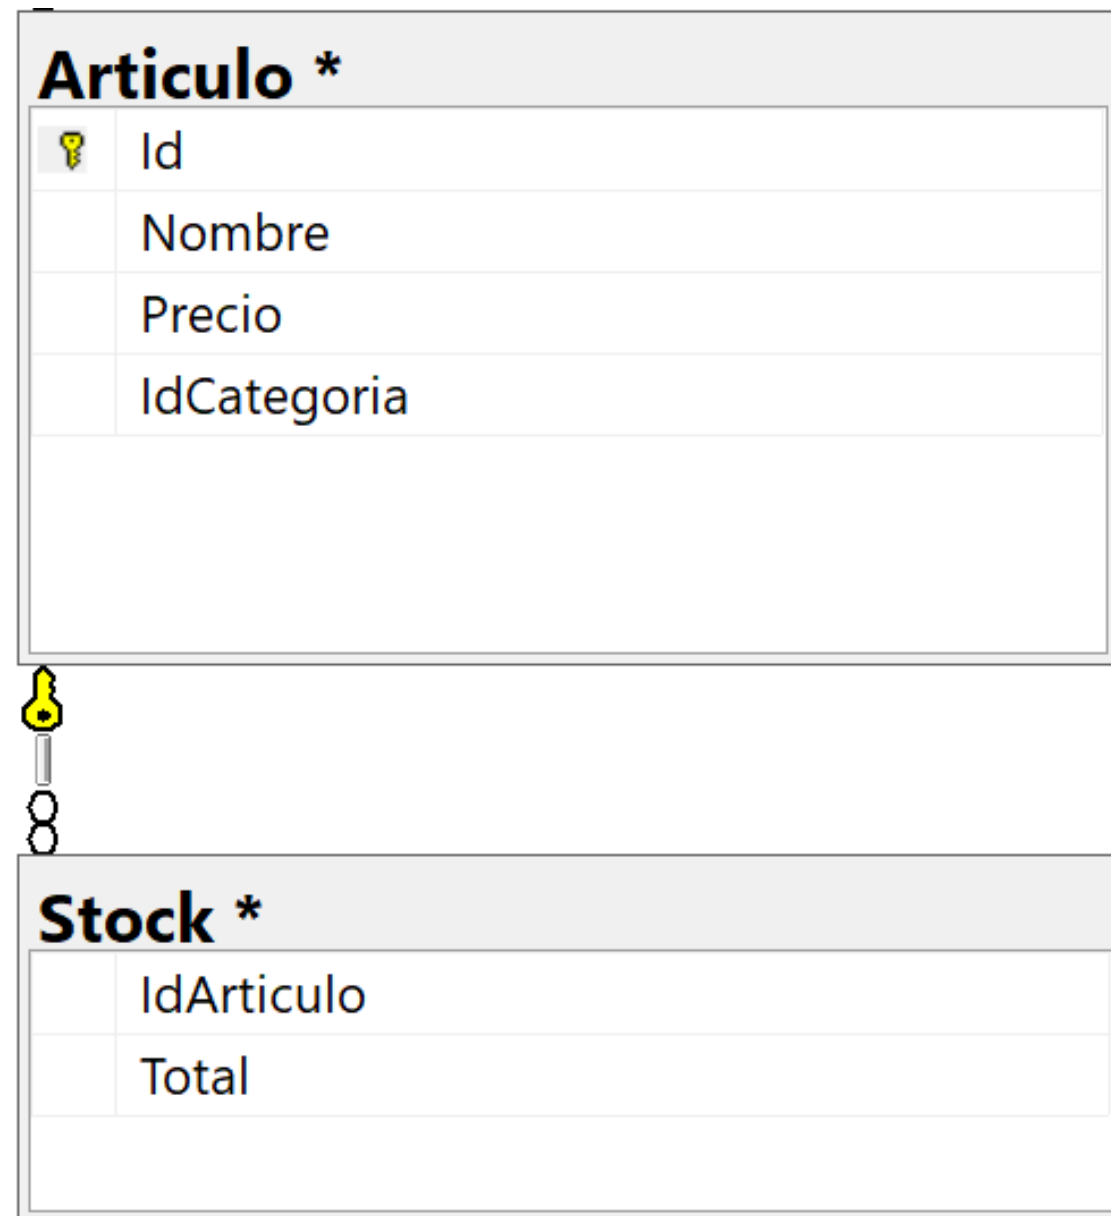 Articulo *
Id
Nombre
Precio
IdCategoria
Stock *
IdArticulo
Total